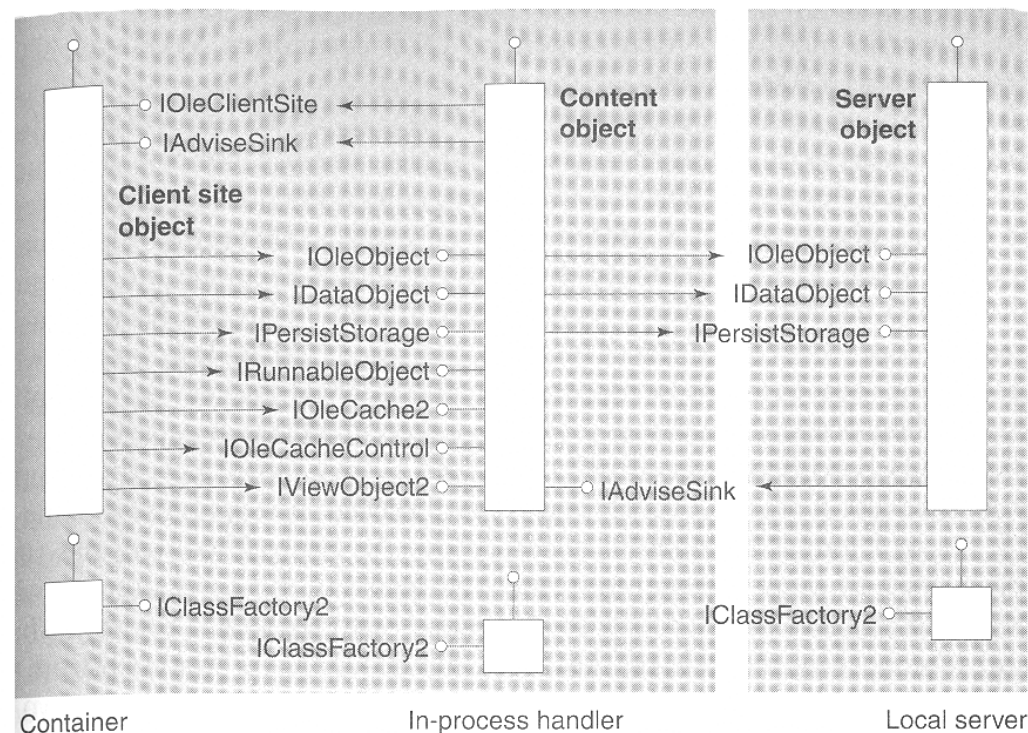 IOleClientSite
IAdviseSink
Client site
object
IOleObject
IDataObject
IPersistStorage
IRunnableObject
IOleCache2
IOleCacheControl
IViewObject2
IClassFactory2
Content
object
IAdviseSink
IClassFactory2
Server
object
IOleObject
IDataObject
IPersistStorage
IClassFactory2
Container
In-process handler
Local server